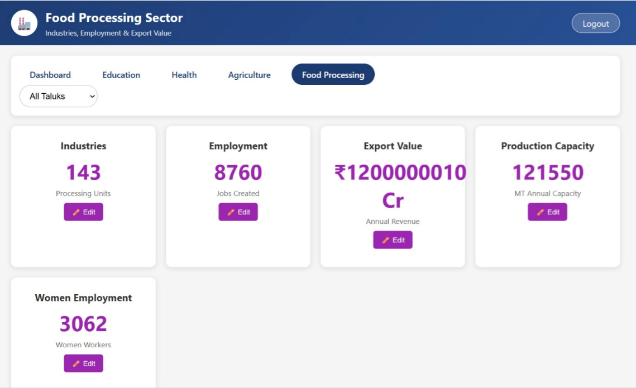 Food Processing Sector
Industries, Employment & Export Value
Logout
Dashboard Education Health Agriculture Food Processing
All Taluks
Industries
143
Processing Units
Edit
Employment
8760
Jobs Created
Edit
Export Value
₹1200000010
Cr
Annual Revenue
Edit
Production Capacity
121550
MT Annual Capacity
Edit
Women Employment
3062
Women Workers
Edit